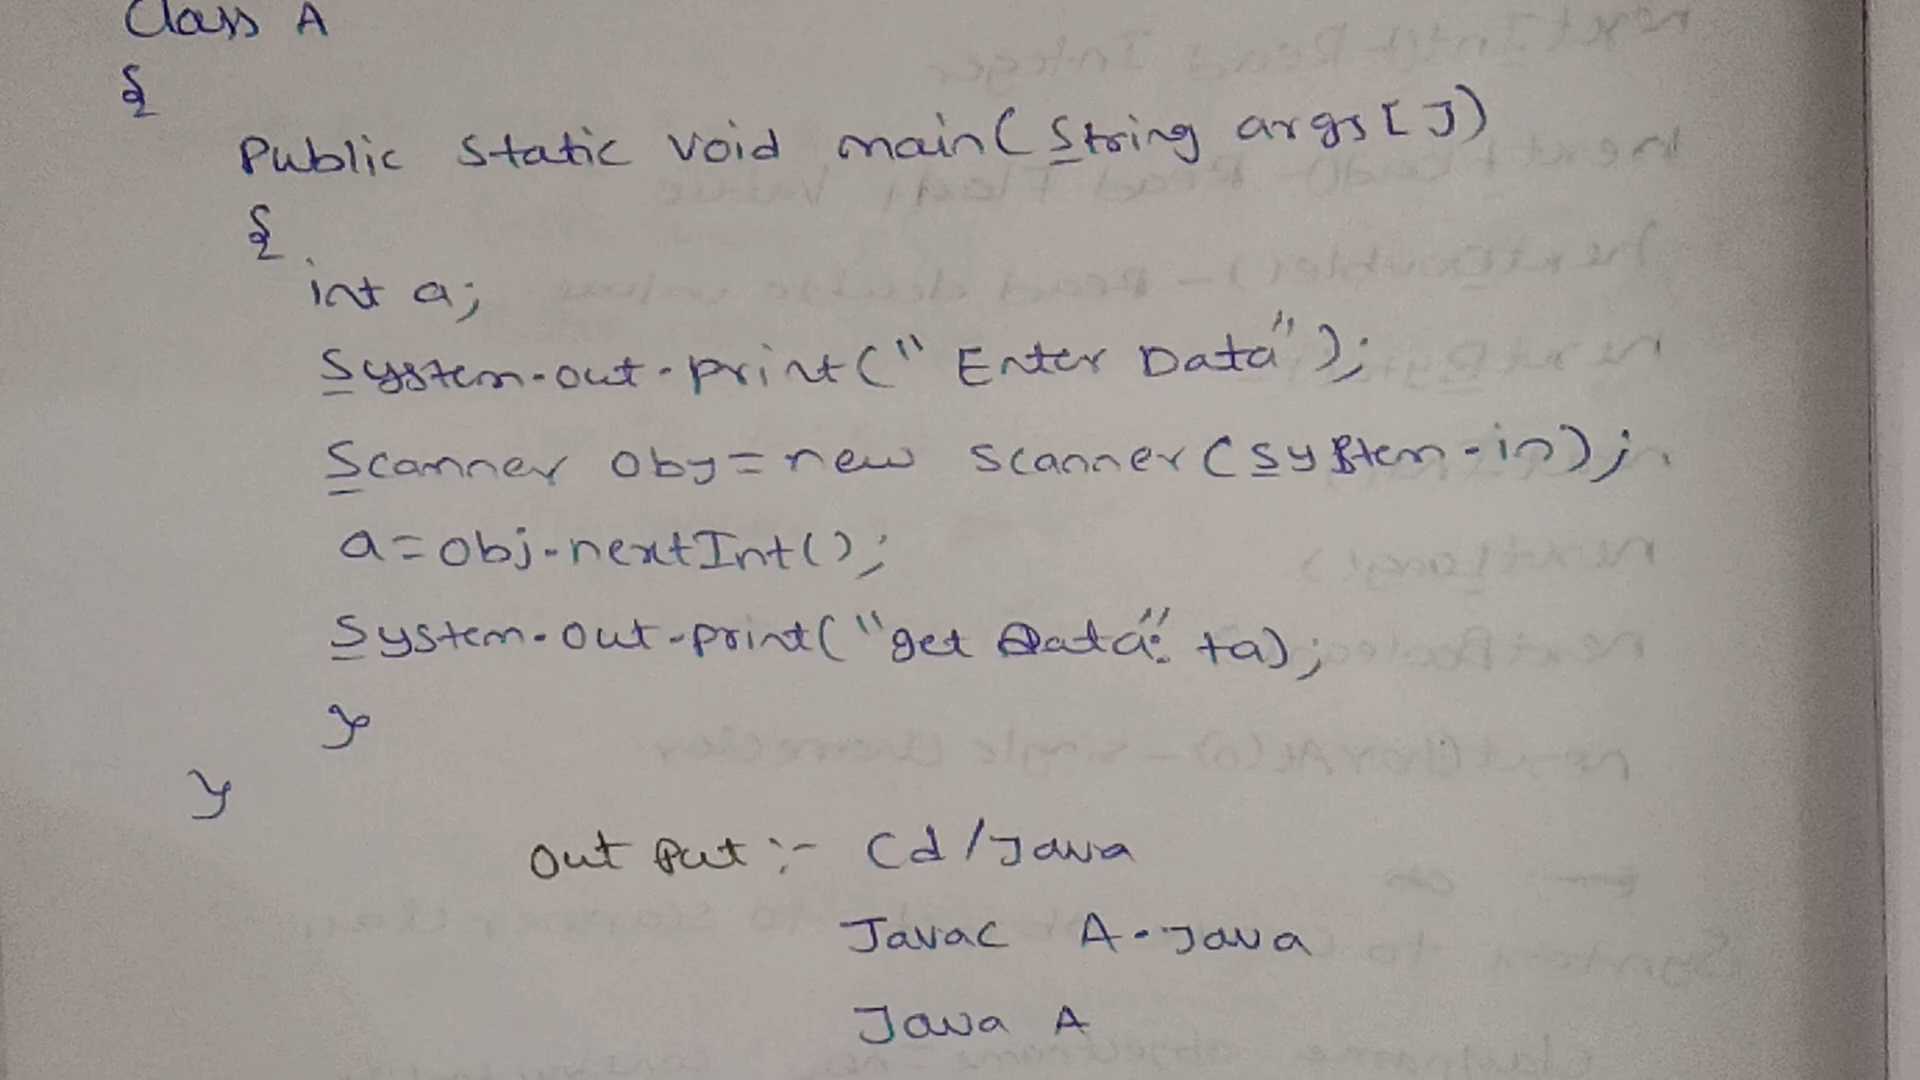 Class A
{
Public static void main(String args[])
{
int a;
System.out.print("Enter Data");
Scanner obj=new Scanner(System.in);
a=obj.nextInt();
System.out.print("get Data:"+a);
}
}
Out Put :- Cd/Java
Javac A.java
Java A